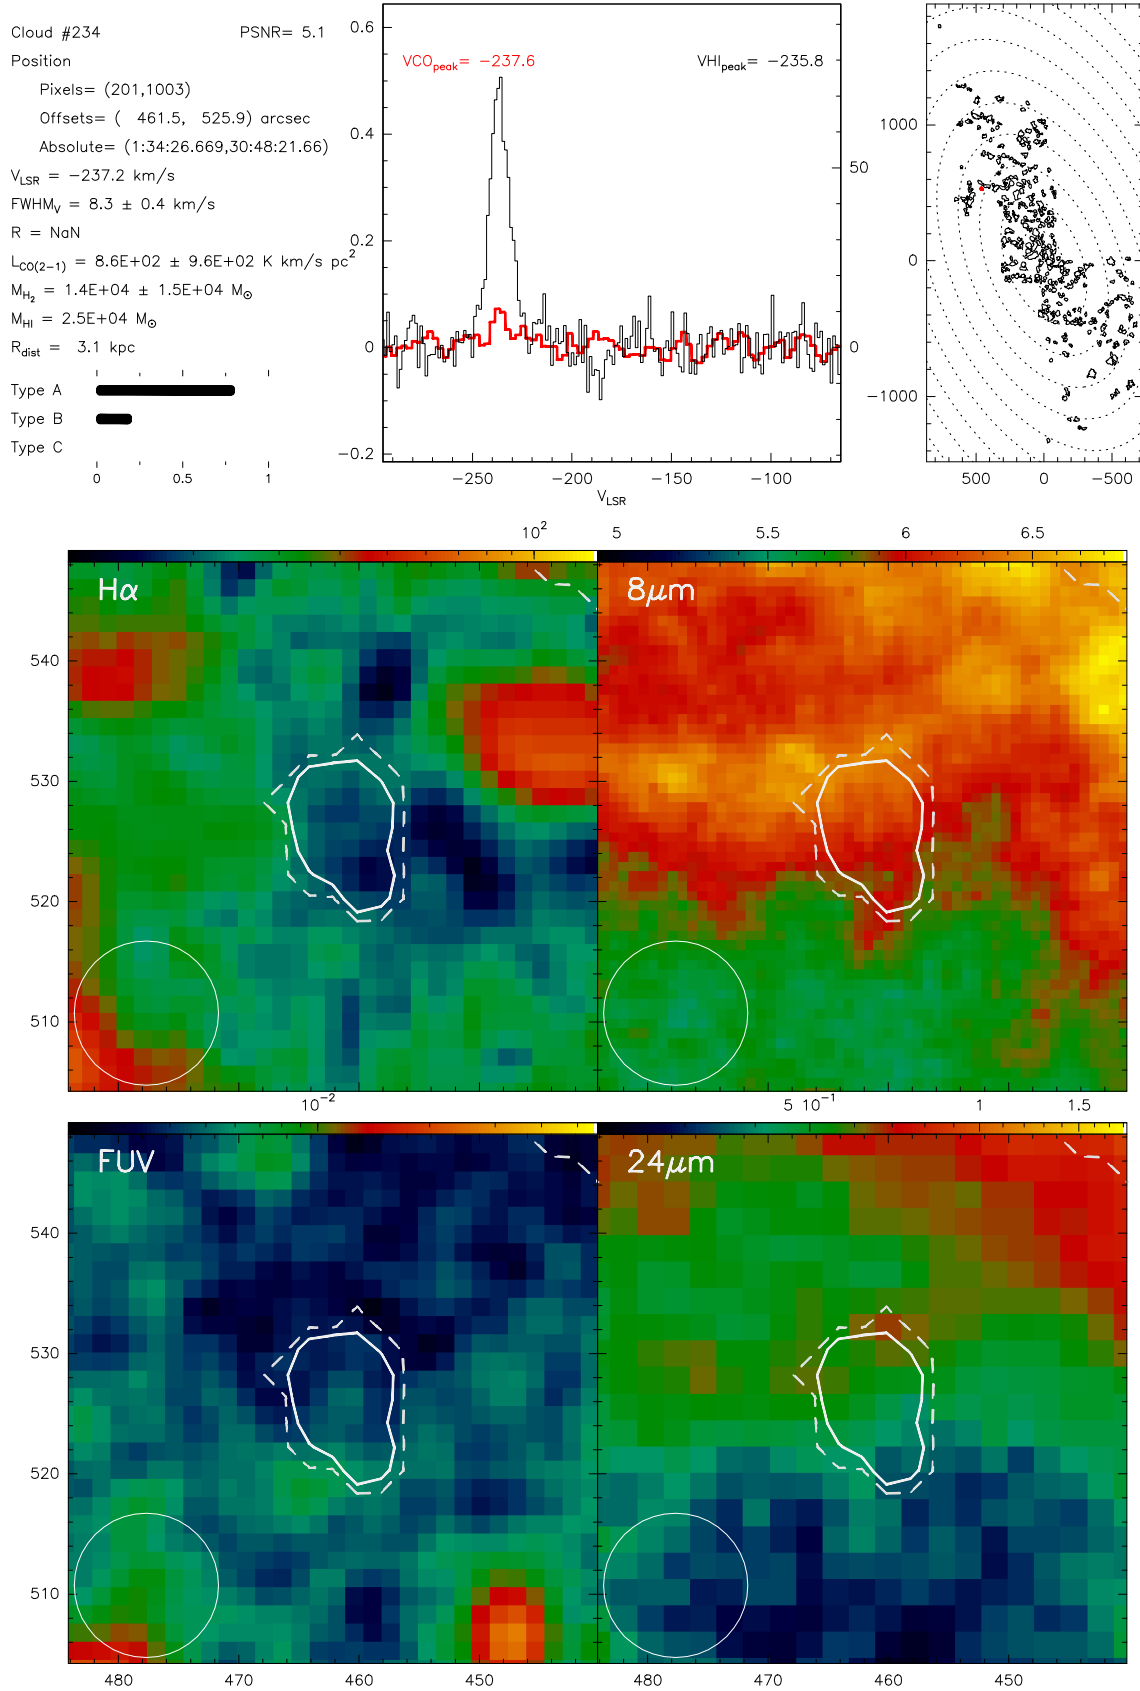 Cloud #234 PSNR= 5.1
Position
Pixels= (201,1003)
Offsets= ( 461.5, 525.9) arcsec
Absolute= (1:34:26.669,30:48:21.66)
V_LSR = −237.2 km/s
FWHM_V = 8.3 ± 0.4 km/s
R = NaN
L_CO(2−1) = 8.6E+02 ± 9.6E+02 K km/s pc²
M_H₂ = 1.4E+04 ± 1.5E+04 M_⊙
M_HI = 2.5E+04 M_⊙
R_dist = 3.1 kpc
Type A
Type B
Type C
0 0.5 1
VCO_peak= −237.6 VHI_peak= −235.8
0.6
0.4
0.2
0
−0.2
50
0
−250 −200 −150 −100
V_LSR
1000
0
−1000
500 0 −500
10² 5 5.5 6 6.5
Hα 8μm
540
530
520
510
10⁻² 5 10⁻¹ 1 1.5
FUV 24μm
540
530
520
510
480 470 460 450 480 470 460 450